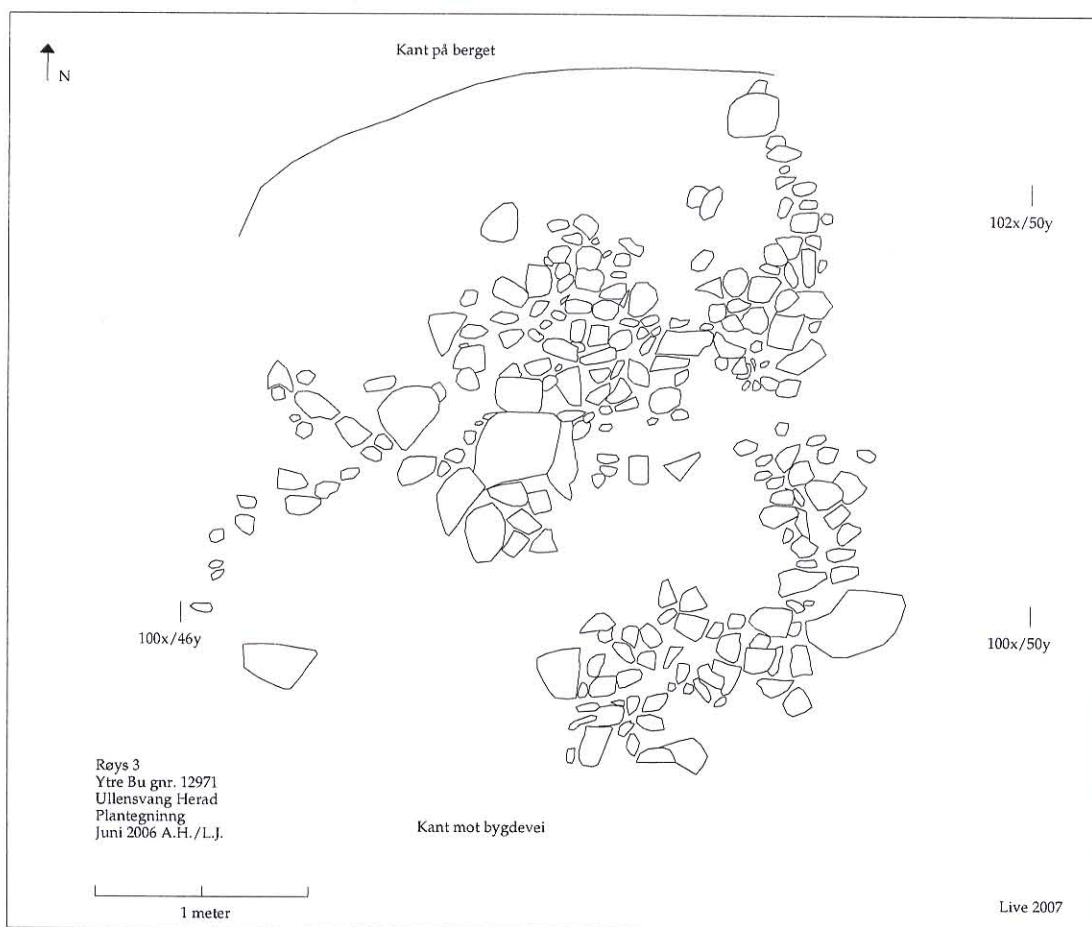 Kant på berget
N
102x/50y
100x/46y
100x/50y
Røys 3
Ytre Bu gnr. 12971
Ullensvang Herad
Plantegninng
Juni 2006 A.H./L.J.
Kant mot bygdevei
1 meter
Live 2007